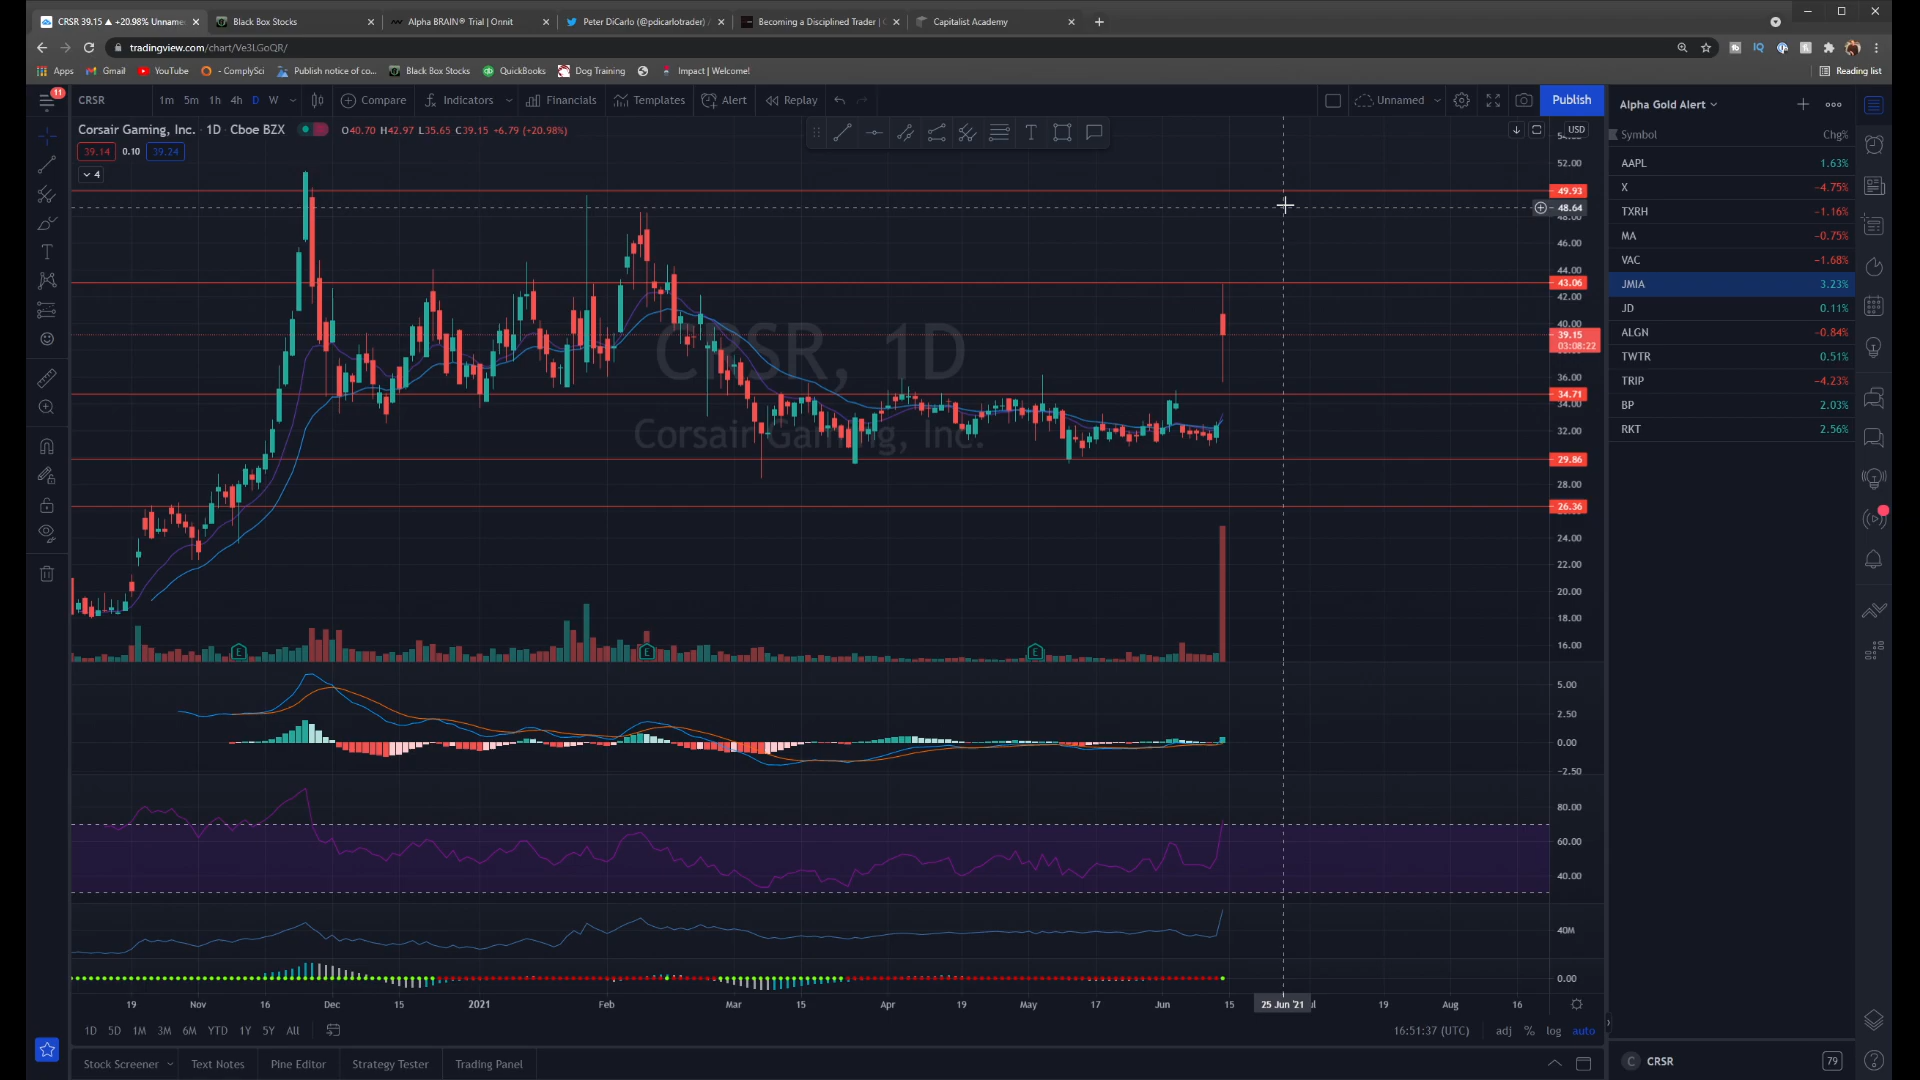 CRSR 39.15 ▲ +20.98% Unname
Black Box Stocks
Alpha BRAIN® Trial | Onnit
Peter DiCarlo (@pdicarlotrader) /
Becoming a Disciplined Trader | C
Capitalist Academy
tradingview.com/chart/Ve3LGoQR/
Apps
Gmail
YouTube
- ComplySci
Publish notice of co...
Black Box Stocks
QuickBooks
Dog Training
Impact | Welcome!
Reading list
11
CRSR
1m 5m 1h 4h D W
Compare
Indicators
Financials
Templates
Alert
Replay
Unnamed
Publish
Alpha Gold Alert
Corsair Gaming, Inc. · 1D · Cboe BZX
O40.70 H42.97 L35.65 C39.15 +6.79 (+20.98%)
39.14 0.10 39.24
4
USD
Symbol Chg%
AAPL 1.63%
X −4.75%
TXRH −1.16%
MA −0.75%
VAC −1.68%
JMIA 3.23%
JD 0.11%
ALGN −0.84%
TWTR 0.51%
TRIP −4.23%
BP 2.03%
RKT 2.56%
CRSR, 1D
Corsair Gaming, Inc.
54.00
52.00
49.93
48.64
48.00
46.00
44.00
43.06
42.00
40.00
39.15
03:08:22
36.00
34.71
34.00
32.00
29.86
28.00
26.36
24.00
22.00
20.00
18.00
16.00
E
E
E
5.00
2.50
0.00
−2.50
80.00
60.00
40.00
40M
0.00
19 Nov 16 Dec 15 2021 Feb Mar 15 Apr 19 May 17 Jun 15 25 Jun '21 19 Aug 16
1D 5D 1M 3M 6M YTD 1Y 5Y All
16:51:37 (UTC)
adj % log auto
Stock Screener
Text Notes
Pine Editor
Strategy Tester
Trading Panel
C CRSR 79